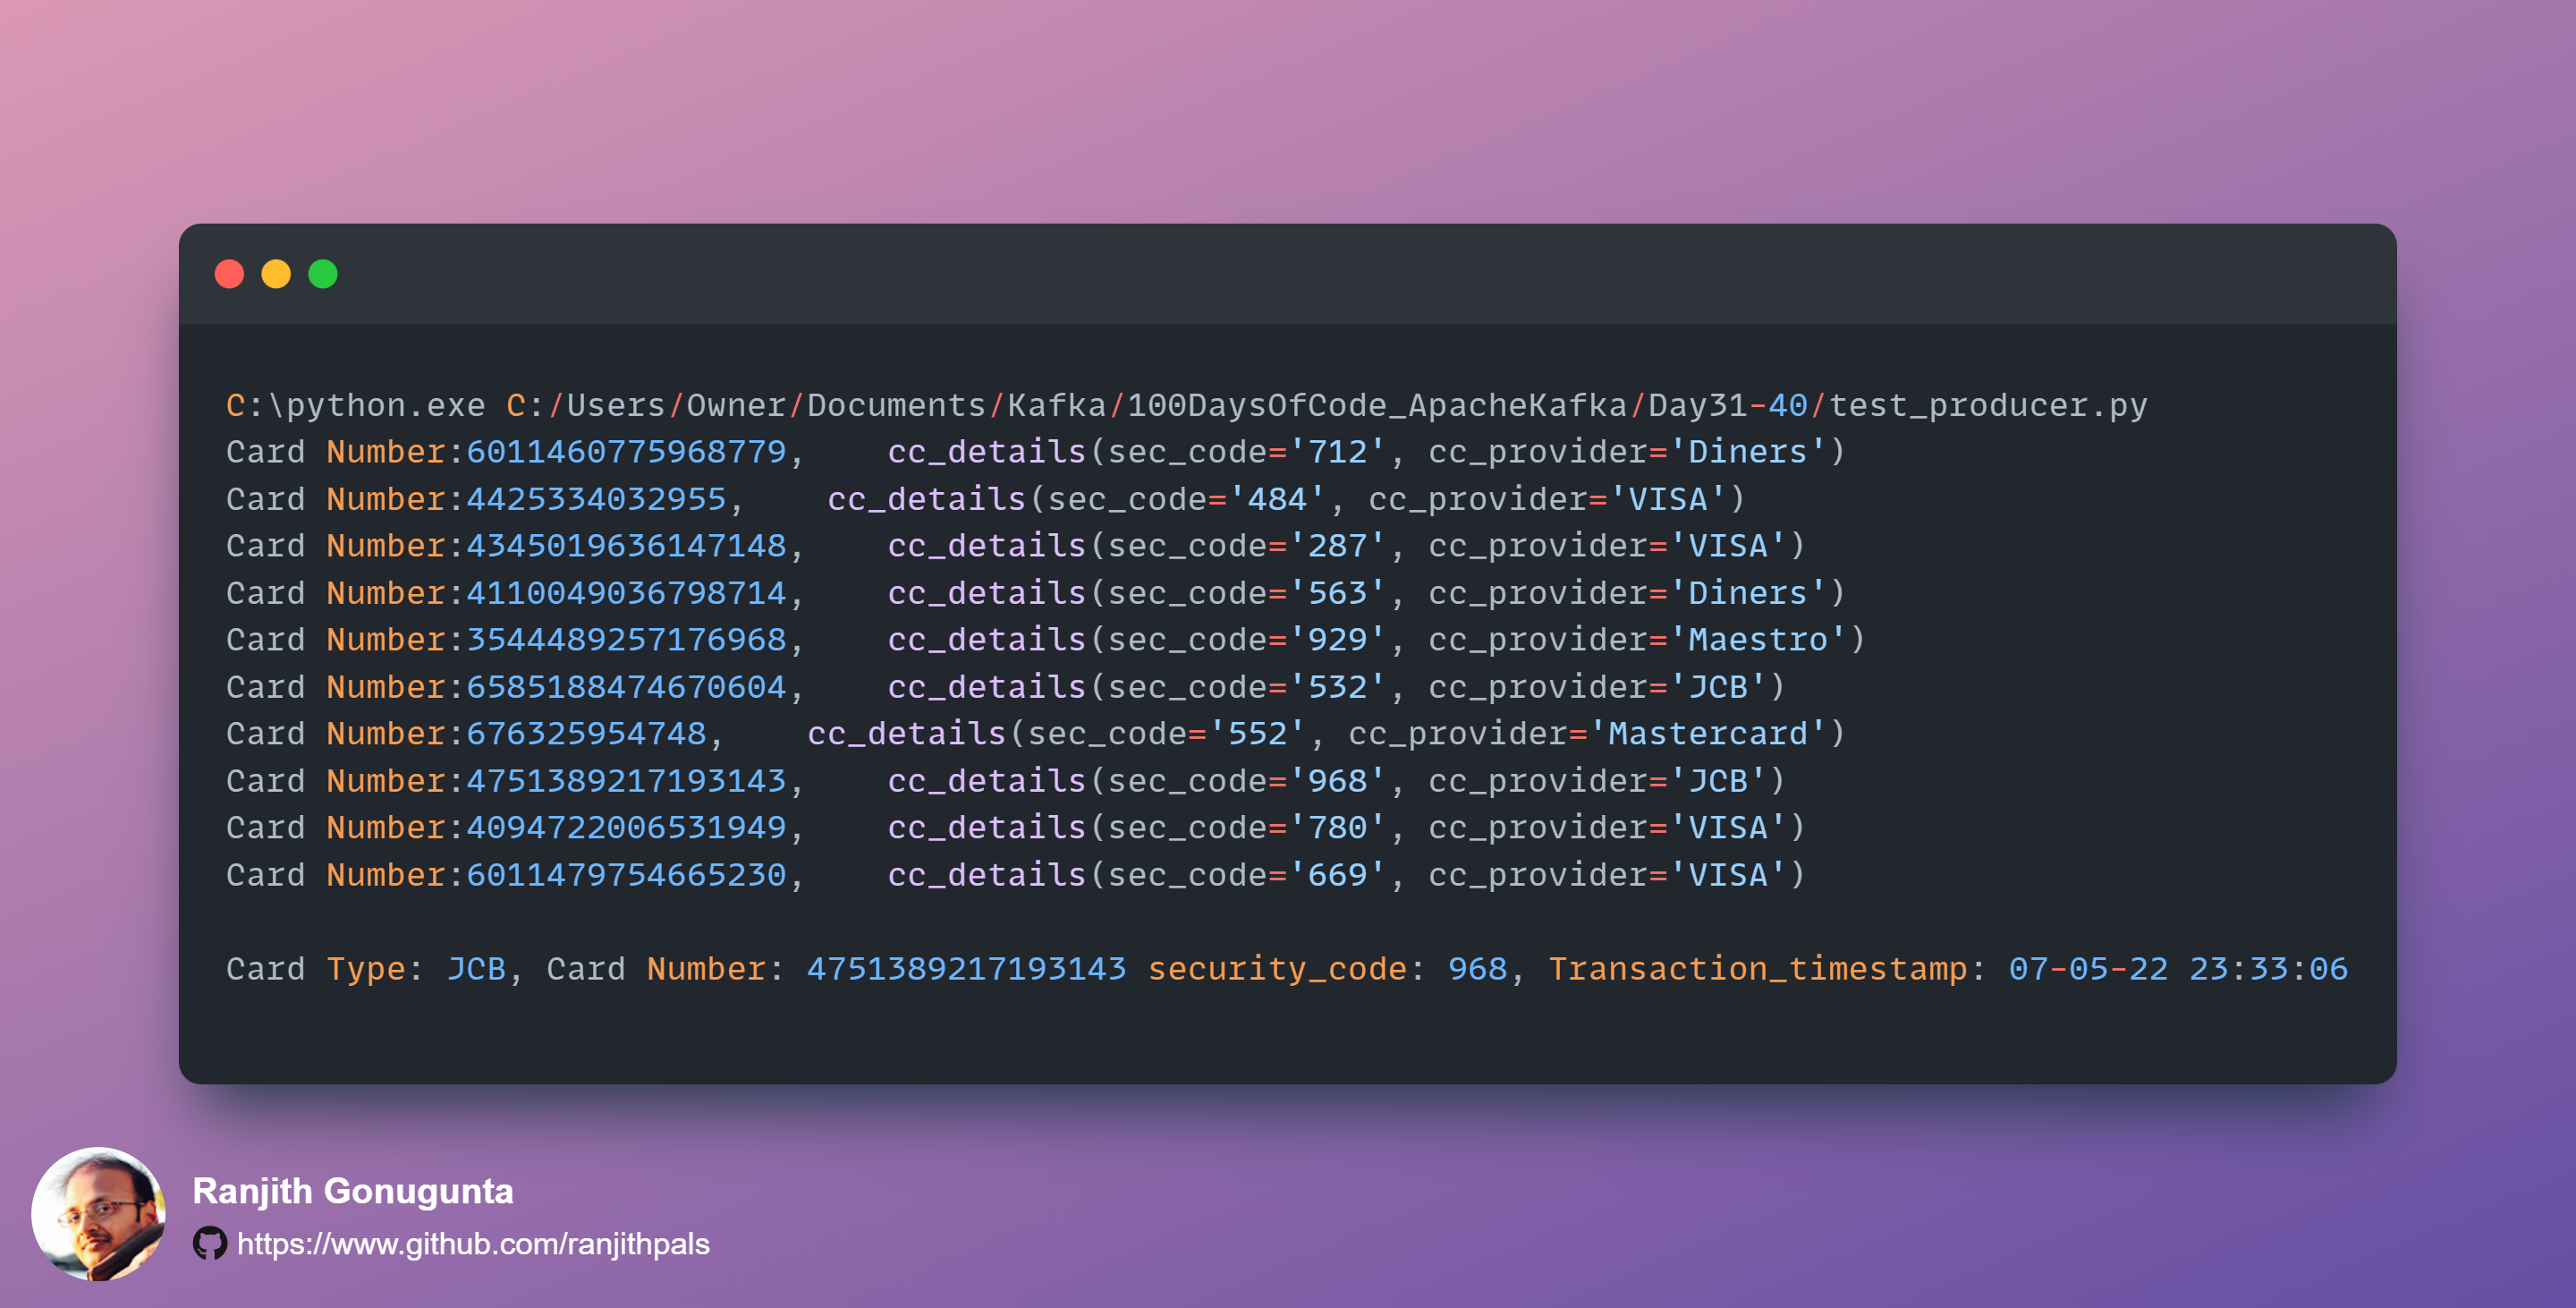 C:\python.exe C:/Users/Owner/Documents/Kafka/100DaysOfCode_ApacheKafka/Day31-40/test_producer.py
Card Number:6011460775968779,    cc_details(sec_code='712', cc_provider='Diners')
Card Number:4425334032955,    cc_details(sec_code='484', cc_provider='VISA')
Card Number:4345019636147148,    cc_details(sec_code='287', cc_provider='VISA')
Card Number:4110049036798714,    cc_details(sec_code='563', cc_provider='Diners')
Card Number:3544489257176968,    cc_details(sec_code='929', cc_provider='Maestro')
Card Number:6585188474670604,    cc_details(sec_code='532', cc_provider='JCB')
Card Number:676325954748,    cc_details(sec_code='552', cc_provider='Mastercard')
Card Number:4751389217193143,    cc_details(sec_code='968', cc_provider='JCB')
Card Number:4094722006531949,    cc_details(sec_code='780', cc_provider='VISA')
Card Number:6011479754665230,    cc_details(sec_code='669', cc_provider='VISA')
Card Type: JCB, Card Number: 4751389217193143 security_code: 968, Transaction_timestamp: 07-05-22 23:33:06
Ranjith Gonugunta
https://www.github.com/ranjithpals